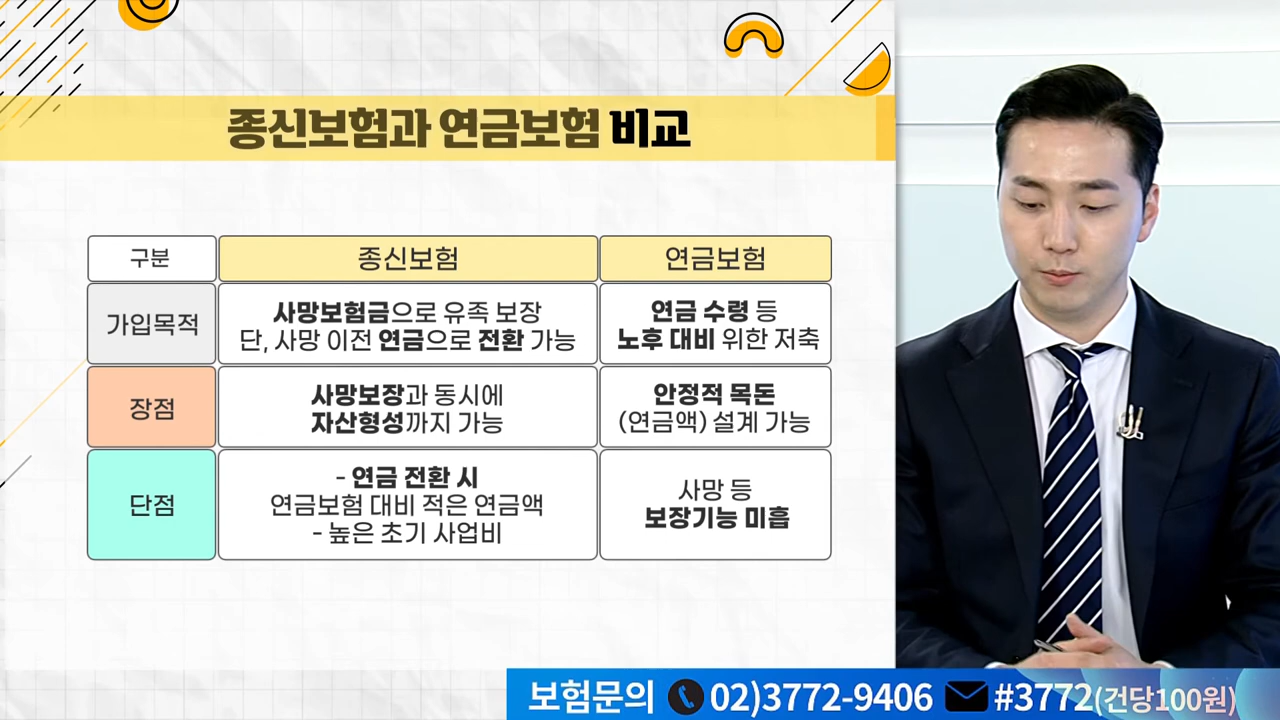 종신보험과 연금보험 비교
구분
종신보험
연금보험
가입목적
사망보험금으로 유족 보장
단, 사망 이전 연금으로 전환 가능
연금 수령 등
노후 대비 위한 저축
장점
사망보장과 동시에
자산형성까지 가능
안정적 목돈
(연금액) 설계 가능
단점
- 연금 전환 시
연금보험 대비 적은 연금액
- 높은 초기 사업비
사망 등
보장기능 미흡
보험문의 02)3772-9406 #3772(건당100원)